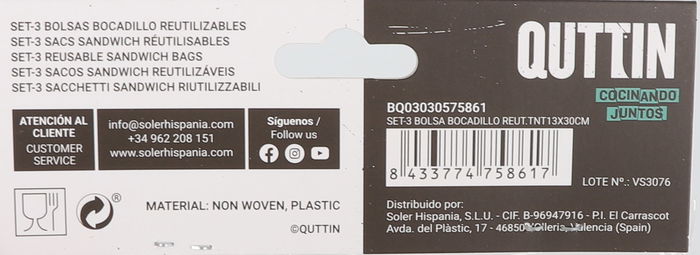 SET-3 BOLSAS BOCADILLO REUTILIZABLES
SET-3 SACS SANDWICH RÉUTILISABLES
SET-3 REUSABLE SANDWICH BAGS
SET-3 SACOS SANDWICH REUTILIZÁVEIS
SET-3 SACCHETTI SANDWICH RIUTILIZZABILI
ATENCIÓN AL
CLIENTE
CUSTOMER
SERVICE
info@solerhispania.com
+34 962 208 151
www.solerhispania.com
Síguenos /
Follow us
MATERIAL: NON WOVEN, PLASTIC
©QUTTIN
QUTTIN
COCINANDO
JUNTOS
BQ03030575861
SET-3 BOLSA BOCADILLO REUT.TNT13X30CM
8 433774 758617
LOTE Nº.: VS3076
Distribuido por:
Soler Hispania, S.L.U. - CIF. B-96947916 - P.I. El Carrascot
Avda. del Plàstic, 17 - 46850 L'Olleria, Valencia (Spain)